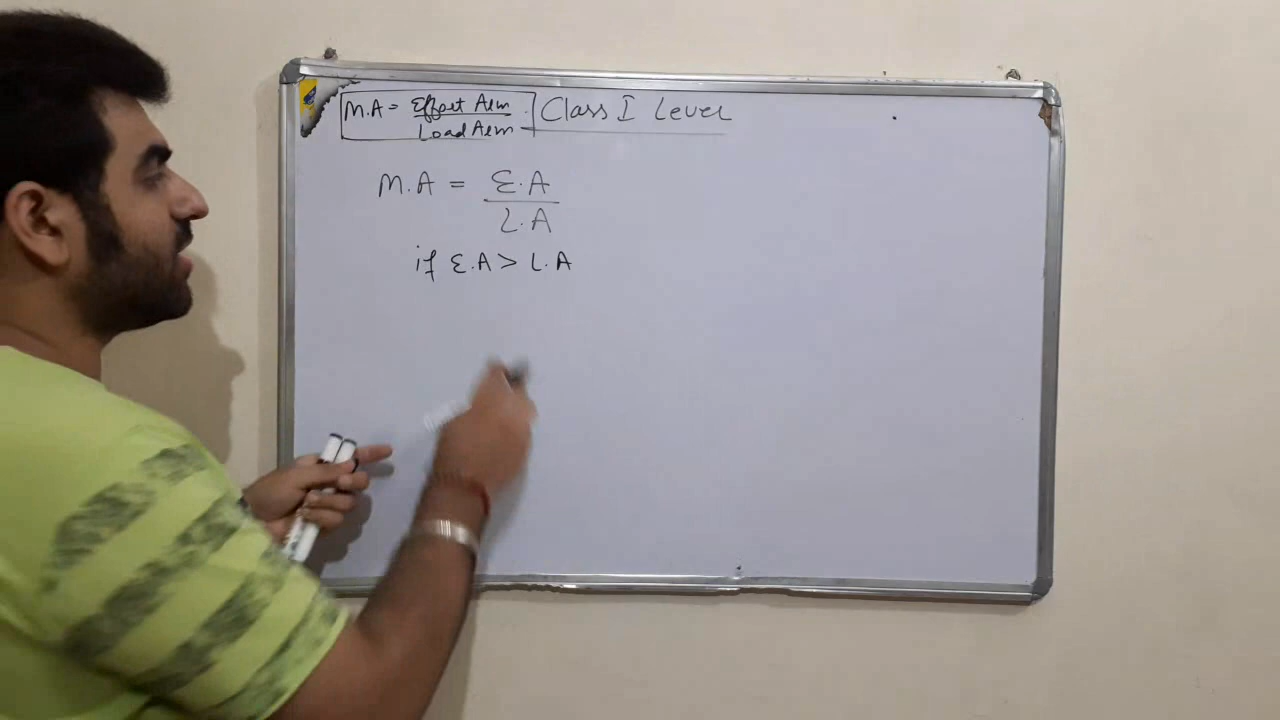 M.A = Effort Arm / Load Arm
Class I Lever
M.A = E.A / L.A
if E.A > L.A